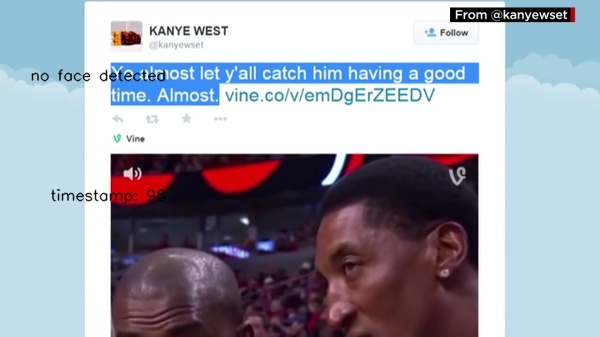 From @kanyewset
KANYE WEST
@kanyewset
Follow
no face detected
almost let y'all catch him having a good
time. Almost. vine.co/v/emDgErZEEDV
Vine
timestamp: 98